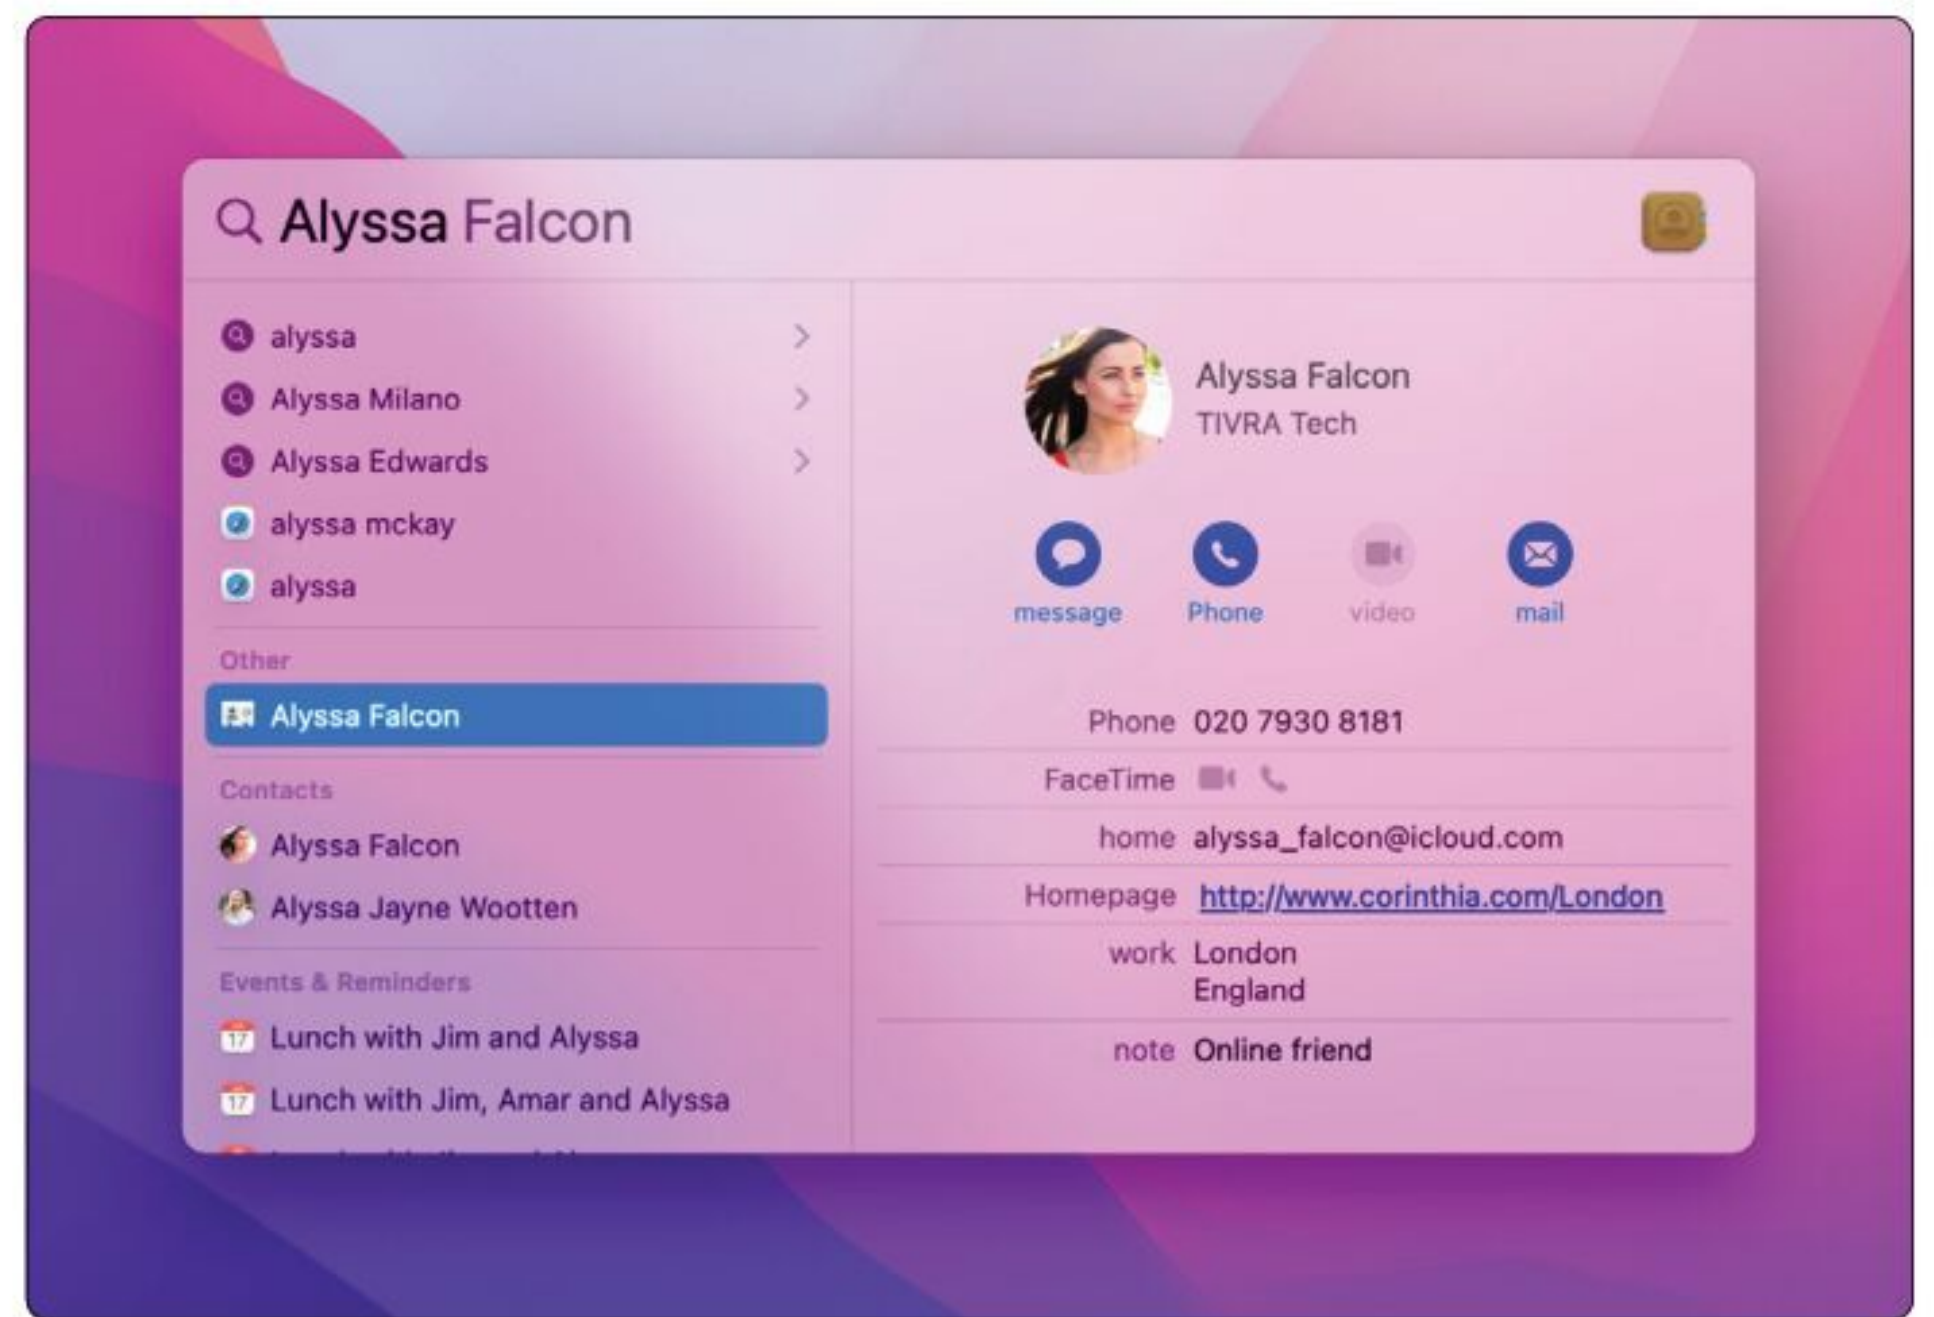 Alyssa Falcon
alyssa
Alyssa Milano
Alyssa Edwards
alyssa mckay
alyssa
Other
Alyssa Falcon
Contacts
Alyssa Falcon
Alyssa Jayne Wootten
Events & Reminders
17 Lunch with Jim and Alyssa
17 Lunch with Jim, Amar and Alyssa
Alyssa Falcon
TIVRA Tech
message Phone video mail
Phone 020 7930 8181
FaceTime
home alyssa_falcon@icloud.com
Homepage http://www.corinthia.com/London
work London
England
note Online friend